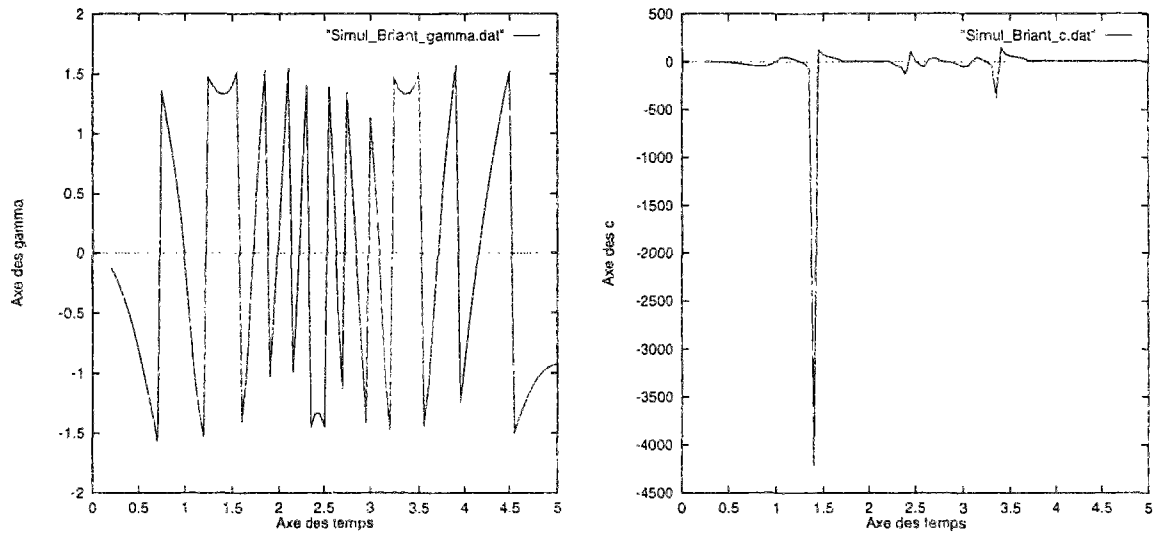 2
1.5
1
0.5
0
-0.5
-1
-1.5
-2
Axe des gamma
"Simul_Briant_gamma.dat"
0 0.5 1 1.5 2 2.5 3 3.5 4 4.5 5
Axe des temps
500
0
-500
-1000
-1500
-2000
-2500
-3000
-3500
-4000
-4500
Axe des c
"Simul_Briant_c.dat"
0 0.5 1 1.5 2 2.5 3 3.5 4 4.5 5
Axe des temps